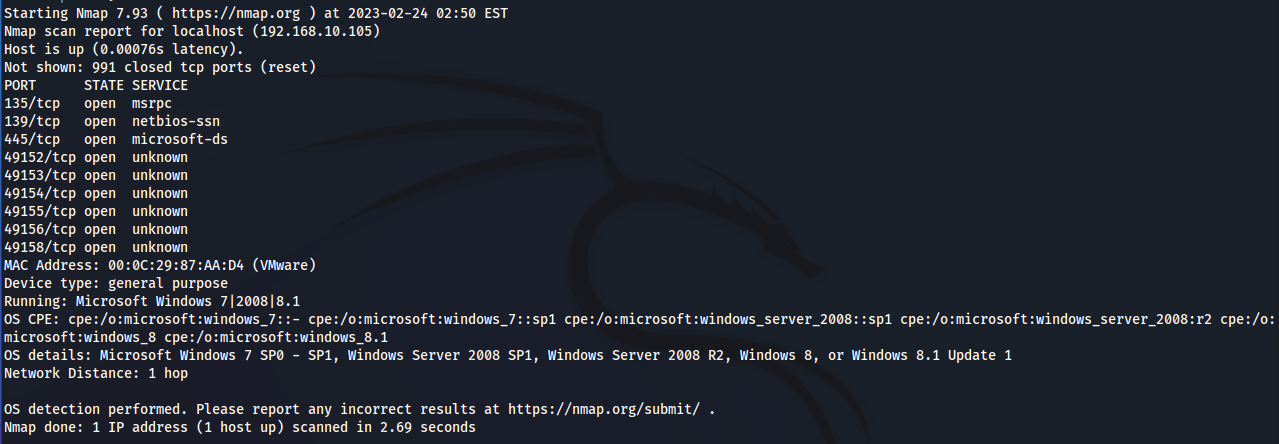 Starting Nmap 7.93 ( https://nmap.org ) at 2023-02-24 02:50 EST
Nmap scan report for localhost (192.168.10.105)
Host is up (0.00076s latency).
Not shown: 991 closed tcp ports (reset)
PORT      STATE SERVICE
135/tcp   open  msrpc
139/tcp   open  netbios-ssn
445/tcp   open  microsoft-ds
49152/tcp open  unknown
49153/tcp open  unknown
49154/tcp open  unknown
49155/tcp open  unknown
49156/tcp open  unknown
49158/tcp open  unknown
MAC Address: 00:0C:29:87:AA:D4 (VMware)
Device type: general purpose
Running: Microsoft Windows 7|2008|8.1
OS CPE: cpe:/o:microsoft:windows_7::- cpe:/o:microsoft:windows_7::sp1 cpe:/o:microsoft:windows_server_2008::sp1 cpe:/o:microsoft:windows_server_2008:r2 cpe:/o:
microsoft:windows_8 cpe:/o:microsoft:windows_8.1
OS details: Microsoft Windows 7 SP0 - SP1, Windows Server 2008 SP1, Windows Server 2008 R2, Windows 8, or Windows 8.1 Update 1
Network Distance: 1 hop
OS detection performed. Please report any incorrect results at https://nmap.org/submit/ .
Nmap done: 1 IP address (1 host up) scanned in 2.69 seconds